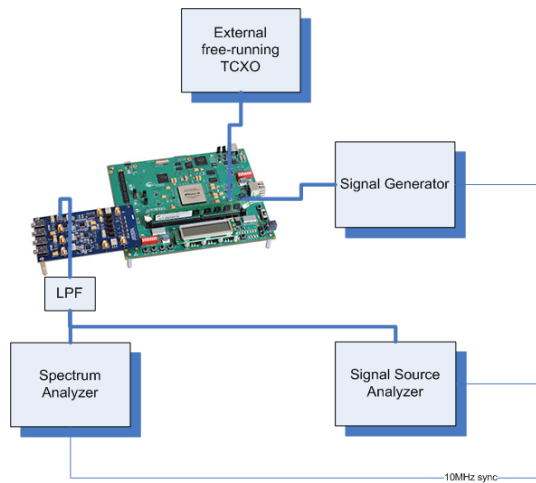 External
free-running
TCXO
Signal Generator
LPF
Spectrum
Analyzer
Signal Source
Analyzer
10MHz sync